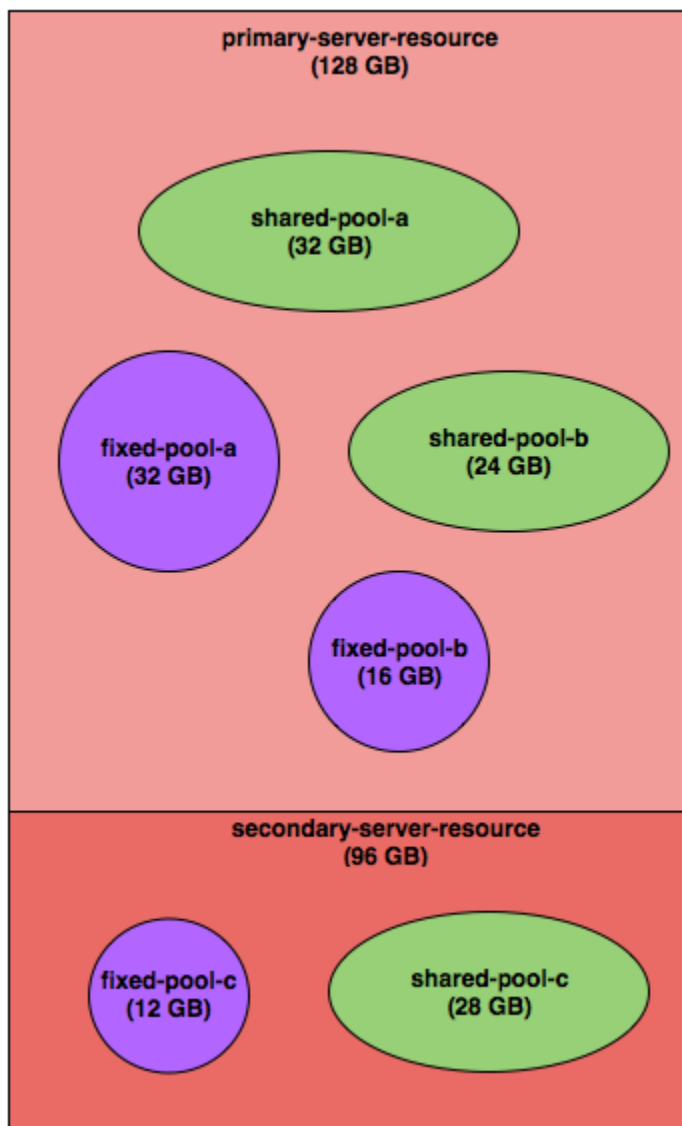 primary-server-resource
(128 GB)
shared-pool-a
(32 GB)
fixed-pool-a
(32 GB)
shared-pool-b
(24 GB)
fixed-pool-b
(16 GB)
secondary-server-resource
(96 GB)
fixed-pool-c
(12 GB)
shared-pool-c
(28 GB)